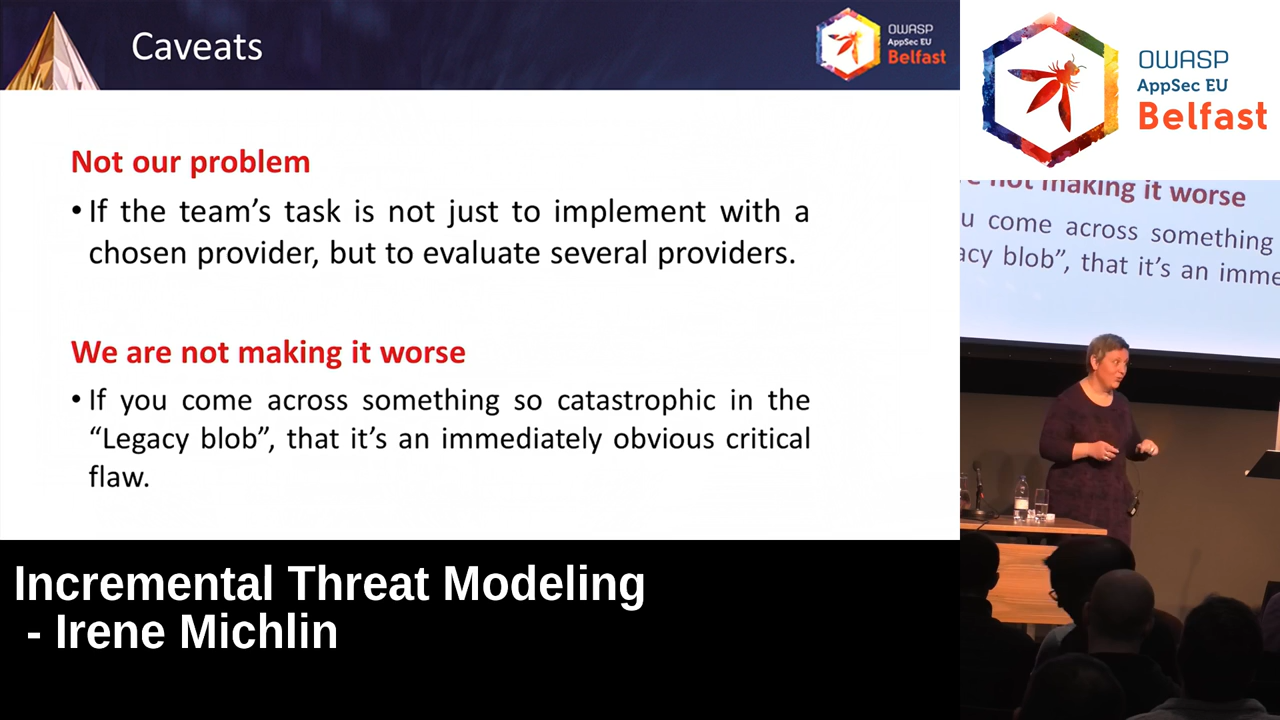 Caveats
OWASP
AppSec EU
Belfast
Not our problem
• If the team’s task is not just to implement with a
chosen provider, but to evaluate several providers.
We are not making it worse
• If you come across something so catastrophic in the
“Legacy blob”, that it’s an immediately obvious critical
flaw.
OWASP
AppSec EU
Belfast
e not making it worse
u come across something
acy blob”, that it’s an imme
Incremental Threat Modeling
- Irene Michlin